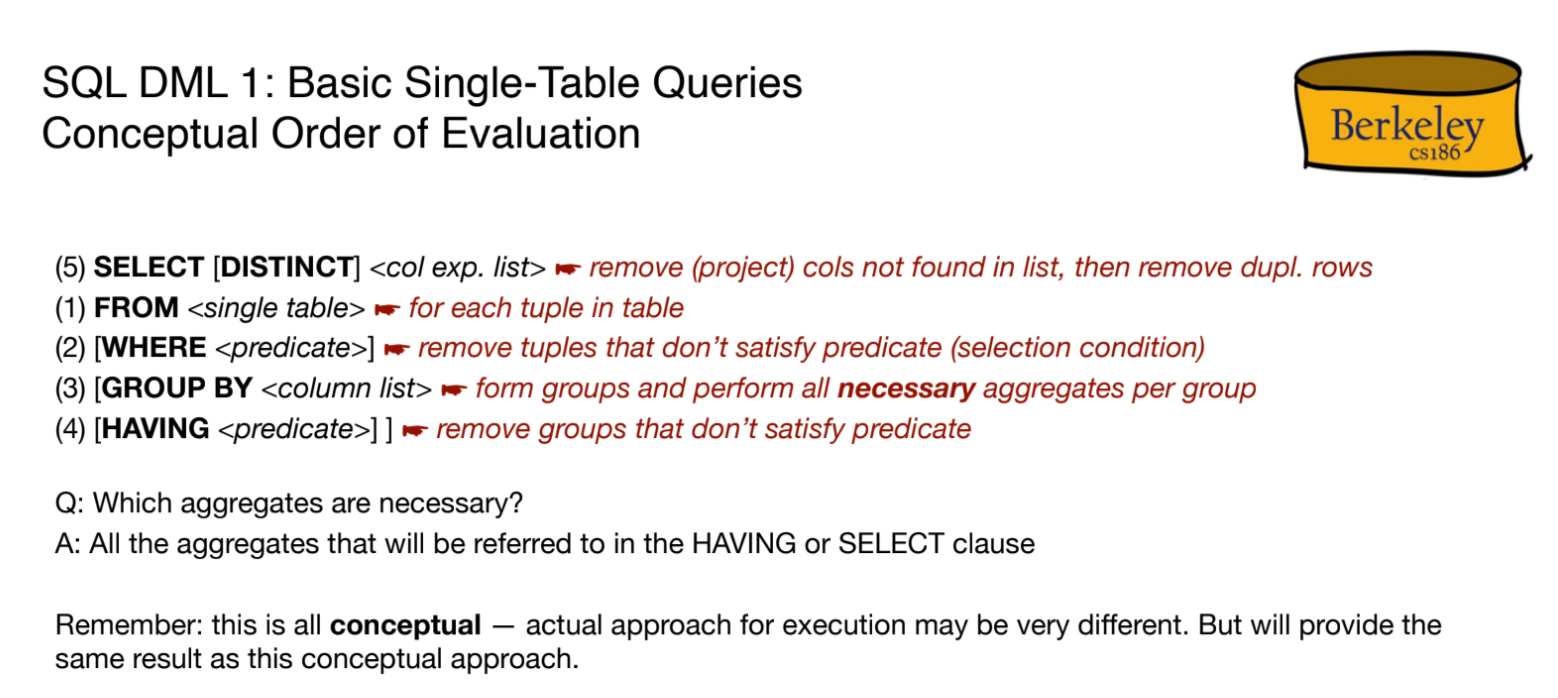 SQL DML 1: Basic Single-Table Queries
Conceptual Order of Evaluation
Berkeley
cs186
(5) SELECT [DISTINCT] <col exp. list> ☛ remove (project) cols not found in list, then remove dupl. rows
(1) FROM <single table> ☛ for each tuple in table
(2) [WHERE <predicate>] ☛ remove tuples that don’t satisfy predicate (selection condition)
(3) [GROUP BY <column list> ☛ form groups and perform all necessary aggregates per group
(4) [HAVING <predicate>] ] ☛ remove groups that don’t satisfy predicate
Q: Which aggregates are necessary?
A: All the aggregates that will be referred to in the HAVING or SELECT clause
Remember: this is all conceptual — actual approach for execution may be very different. But will provide the
same result as this conceptual approach.